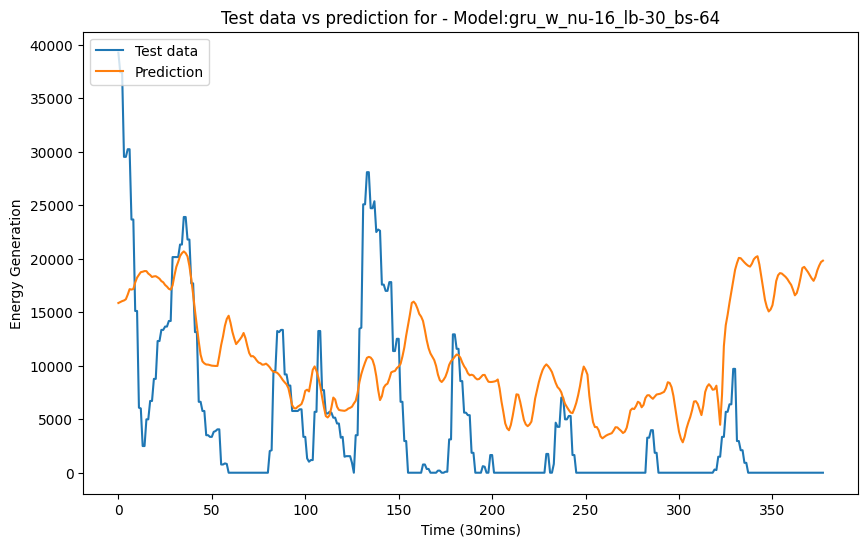 Test data vs prediction for - Model:gru_w_nu-16_lb-30_bs-64
Test data
Prediction
40000
35000
30000
25000
20000
15000
10000
5000
0
Energy Generation
0 50 100 150 200 250 300 350
Time (30mins)